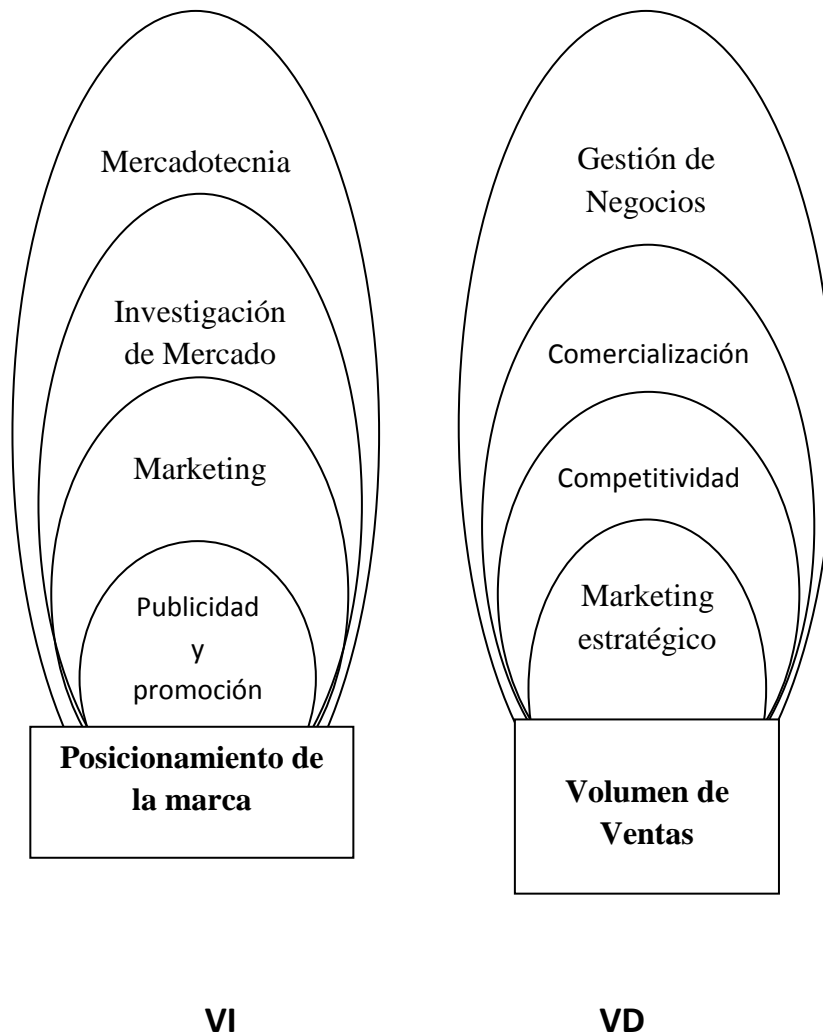 Mercadotecnia
Investigación
de Mercado
Marketing
Publicidad
y
promoción
Posicionamiento de
la marca
VI
Gestión de
Negocios
Comercialización
Competitividad
Marketing
estratégico
Volumen de
Ventas
VD